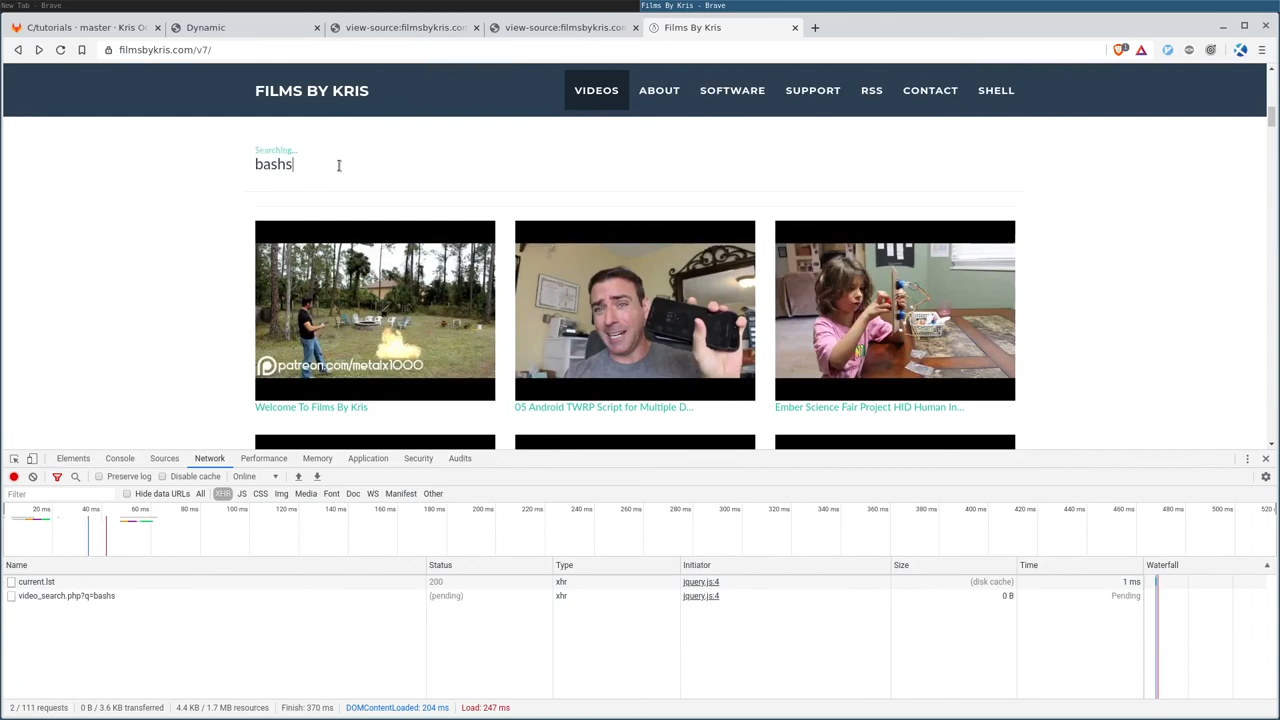 New Tab - Brave
Films By Kris - Brave
C/tutorials · master · Kris Oc
Dynamic
view-source:filmsbykris.com
view-source:filmsbykris.com
Films By Kris
filmsbykris.com/v7/
1
FILMS BY KRIS
VIDEOS
ABOUT
SOFTWARE
SUPPORT
RSS
CONTACT
SHELL
Searching...
bashs
patreon.com/metalx1000
Welcome To Films By Kris
05 Android TWRP Script for Multiple D...
Ember Science Fair Project HID Human In...
Elements Console Sources Network Performance Memory Application Security Audits
Preserve log Disable cache Online
Filter
Hide data URLs All XHR JS CSS Img Media Font Doc WS Manifest Other
20 ms 40 ms 60 ms 80 ms 100 ms 120 ms 140 ms 160 ms 180 ms 200 ms 220 ms 240 ms 260 ms 280 ms 300 ms 320 ms 340 ms 360 ms 380 ms 400 ms 420 ms 440 ms 460 ms 480 ms 500 ms 520
Name Status Type Initiator Size Time Waterfall
current.lst 200 xhr jquery.js:4 (disk cache) 1 ms
video_search.php?q=bashs (pending) xhr jquery.js:4 0 B Pending
2 / 111 requests 0 B / 3.6 KB transferred 4.4 KB / 1.7 MB resources Finish: 370 ms DOMContentLoaded: 204 ms Load: 247 ms